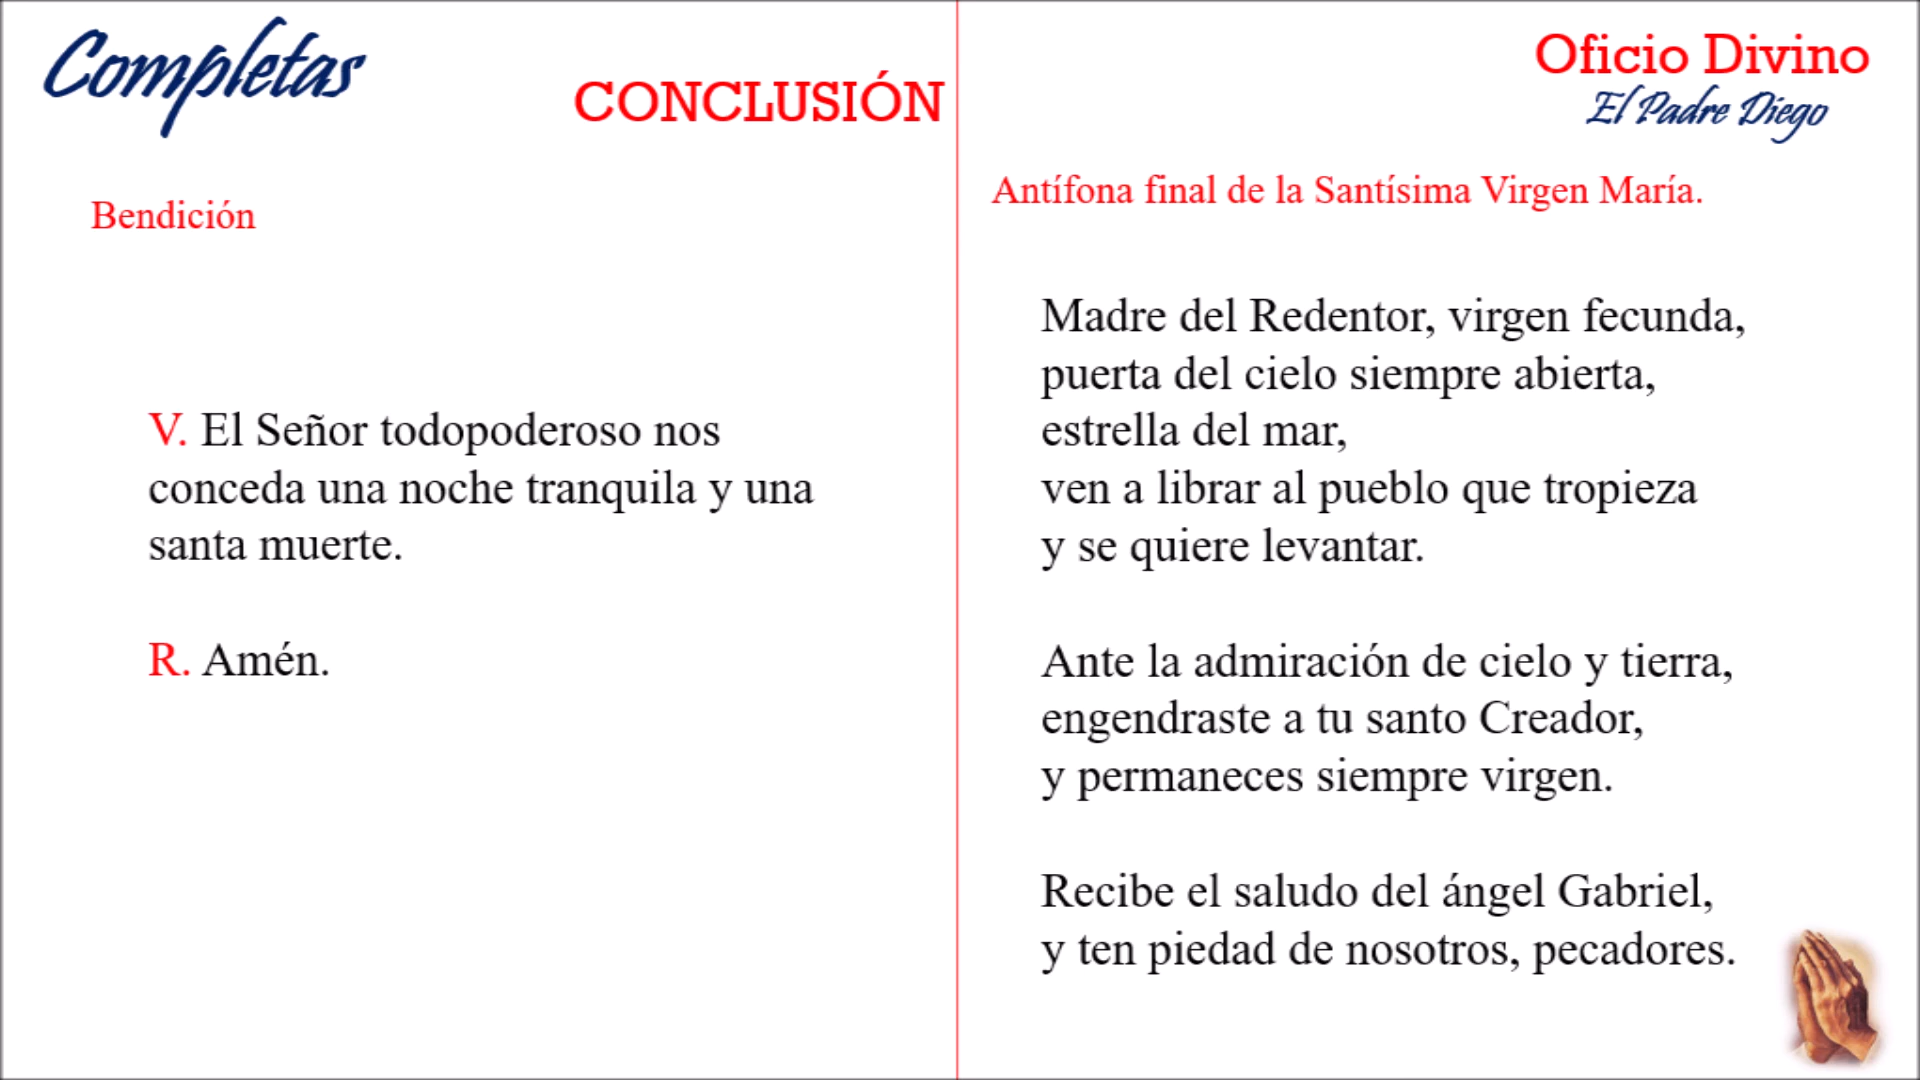 Completas
CONCLUSIÓN
Bendición
V. El Señor todopoderoso nos
conceda una noche tranquila y una
santa muerte.
R. Amén.
Oficio Divino
El Padre Diego
Antífona final de la Santísima Virgen María.
Madre del Redentor, virgen fecunda,
puerta del cielo siempre abierta,
estrella del mar,
ven a librar al pueblo que tropieza
y se quiere levantar.
Ante la admiración de cielo y tierra,
engendraste a tu santo Creador,
y permaneces siempre virgen.
Recibe el saludo del ángel Gabriel,
y ten piedad de nosotros, pecadores.